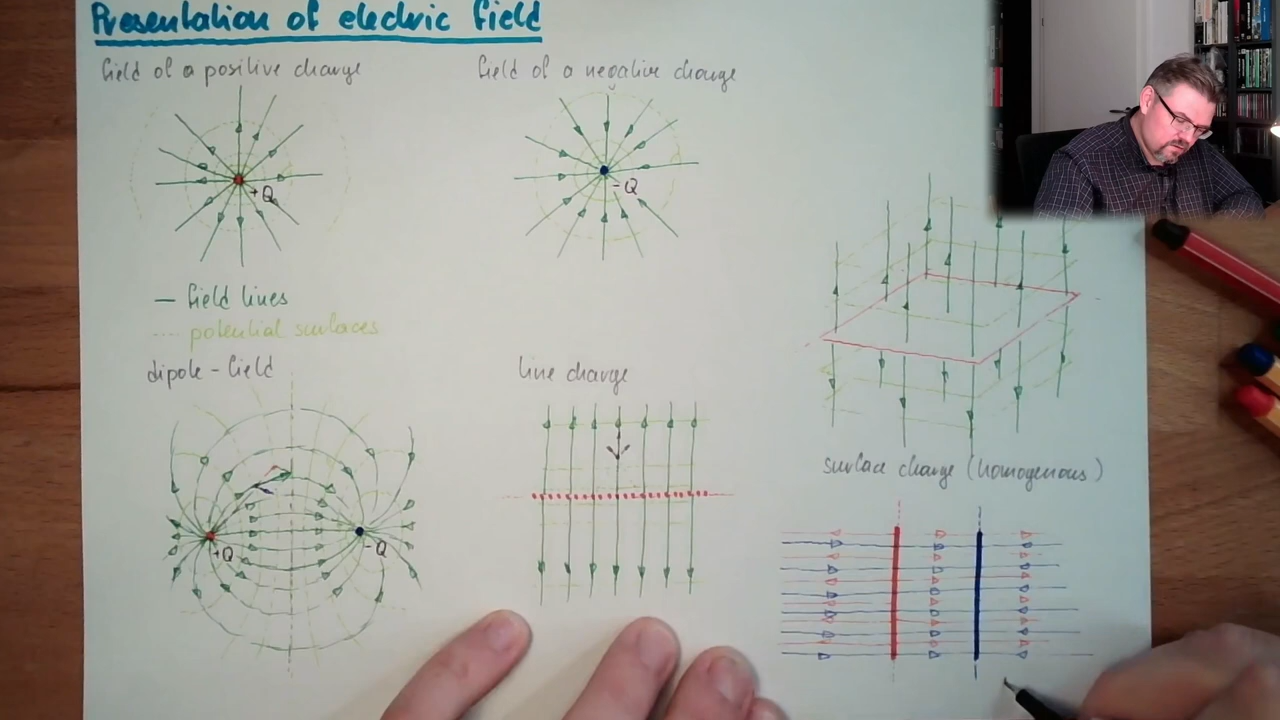 Presentation of electric field
field of a positive charge
field of a negative charge
+Q
-Q
— field lines
.... potential surfaces
dipole - field
line charge
+Q
-Q
surface charge (homogenous)